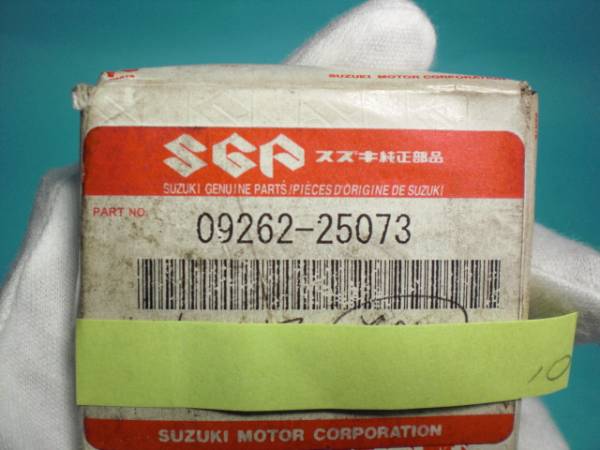 SUZUKI MOTOR CORPORATION
SGP スズキ純正部品
SUZUKI GENUINE PARTS/PIÈCES D'ORIGINE DE SUZUKI
PART NO.
09262-25073
10
SUZUKI MOTOR CORPORATION